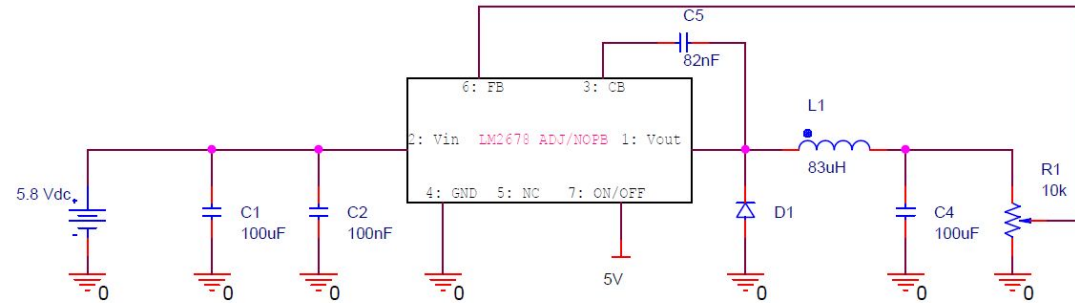 C5
82nF
6: FB
3: CB
L1
2: Vin
LM2678 ADJ/NOPB
1: Vout
83uH
5.8 Vdc
R1
10k
4: GND
5: NC
7: ON/OFF
C1
100uF
C2
100nF
D1
C4
100uF
-
5V
0
0
0
0
0
0
0